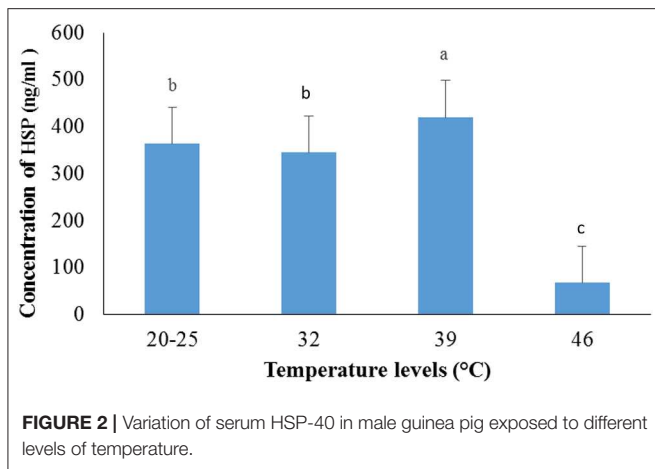 600
500
400
300
200
100
0
Concentration of HSP (ng/ml)
b
b
a
c
20-25 32 39 46
Temperature levels (°C)
FIGURE 2 | Variation of serum HSP-40 in male guinea pig exposed to different
levels of temperature.